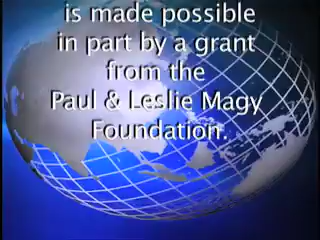 is made possible
in part by a grant
from the
Paul & Leslie Magy
Foundation.